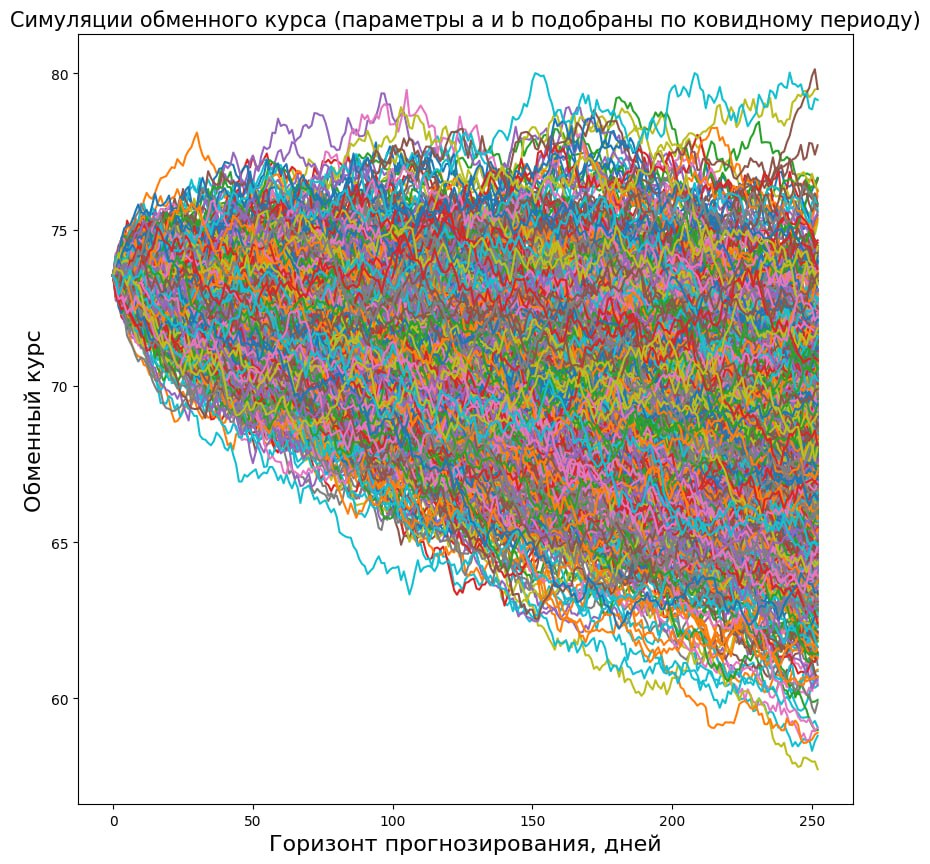 Симуляции обменного курса (параметры a и b подобраны по ковидному периоду)
80
75
70
65
60
Обменный курс
0 50 100 150 200 250
Горизонт прогнозирования, дней